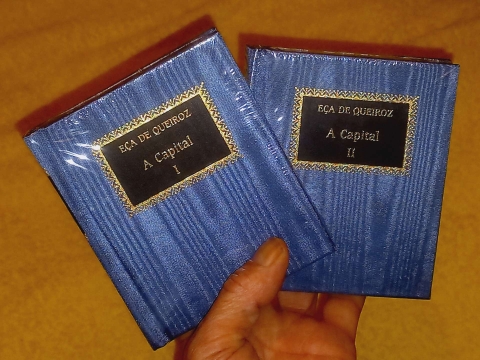 EÇA DE QUEIROZ
A Capital
I
EÇA DE QUEIROZ
A Capital
II